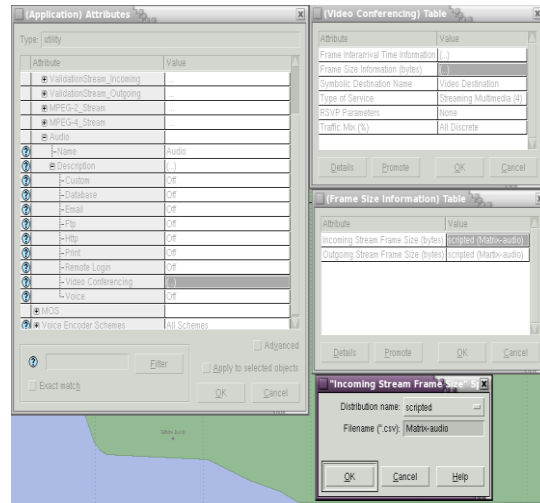 (Application) Attributes
Type: utility
Attribute Value
ValidationStream_Incoming ...
ValidationStream_Outgoing ...
MPEG-2_Stream ...
MPEG-4_Stream ...
Audio
Name Audio
Description (...)
Custom Off
Database Off
Email Off
Ftp Off
Http Off
Print Off
Remote Login Off
Video Conferencing (...)
Voice Off
MOS
Voice Encoder Schemes All Schemes
Advanced
Filter
Apply to selected objects
Exact match
OK Cancel
(Video Conferencing) Table
Attribute Value
Frame Interarrival Time Information (...)
Frame Size Information (bytes) (...)
Symbolic Destination Name Video Destination
Type of Service Streaming Multimedia (4)
RSVP Parameters None
Traffic Mix (%) All Discrete
Details Promote OK Cancel
(Frame Size Information) Table
Attribute Value
Incoming Stream Frame Size (bytes) scripted (Matrix-audio)
Outgoing Stream Frame Size (bytes) scripted (Martix-audio)
Details Promote OK Cancel
"Incoming Stream Frame Size" S
Distribution name: scripted
Filename (*.csv): Matrix-audio
OK Cancel Help